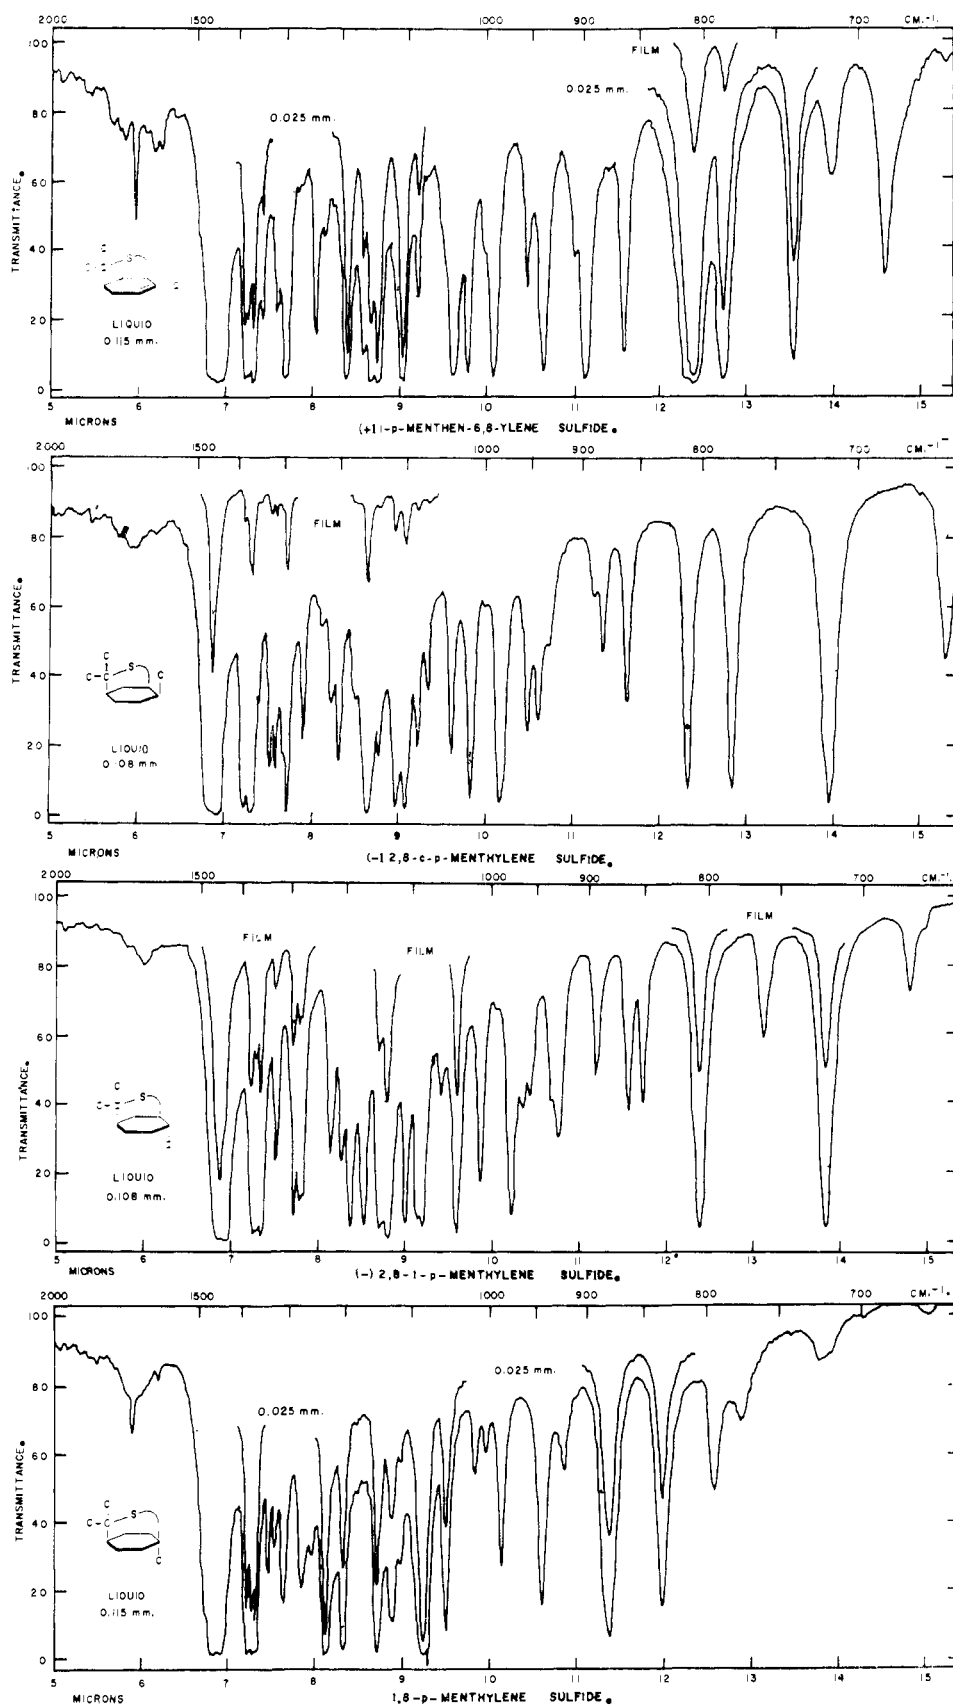 2000 1500 1000 900 800 700 CM.⁻¹.
100
80
60
40
20
0
TRANSMITTANCE.
FILM
0.025 mm.
0.025 mm.
C
C-C S
C
LIQUID
0.115 mm.
5 6 7 8 9 10 11 12 13 14 15
MICRONS
(+)1-p-MENTHEN-6,8-YLENE SULFIDE.
2000 1500 1000 900 800 700 CM.⁻¹
100
80
60
40
20
0
TRANSMITTANCE.
FILM
C
C-C S C
LIQUID
0.108 mm
5 6 7 8 9 10 11 12 13 14 15
MICRONS
(-)2,8-c-p-MENTHYLENE SULFIDE.
2000 1500 1000 900 800 700 CM.⁻¹.
100
80
60
40
20
0
TRANSMITTANCE.
FILM
FILM
FILM
C
C-C S
C
LIQUID
0.108 mm.
5 6 7 8 9 10 11 12 13 14 15
MICRONS
(-) 2,8-t-p-MENTHYLENE SULFIDE.
2000 1500 1000 900 800 700 CM.⁻¹.
100
80
60
40
20
0
TRANSMITTANCE.
0.025 mm.
0.025 mm.
C
C-C S
C
LIQUID
0.115 mm.
5 6 7 8 9 10 11 12 13 14 15
MICRONS
1,8-p-MENTHYLENE SULFIDE.